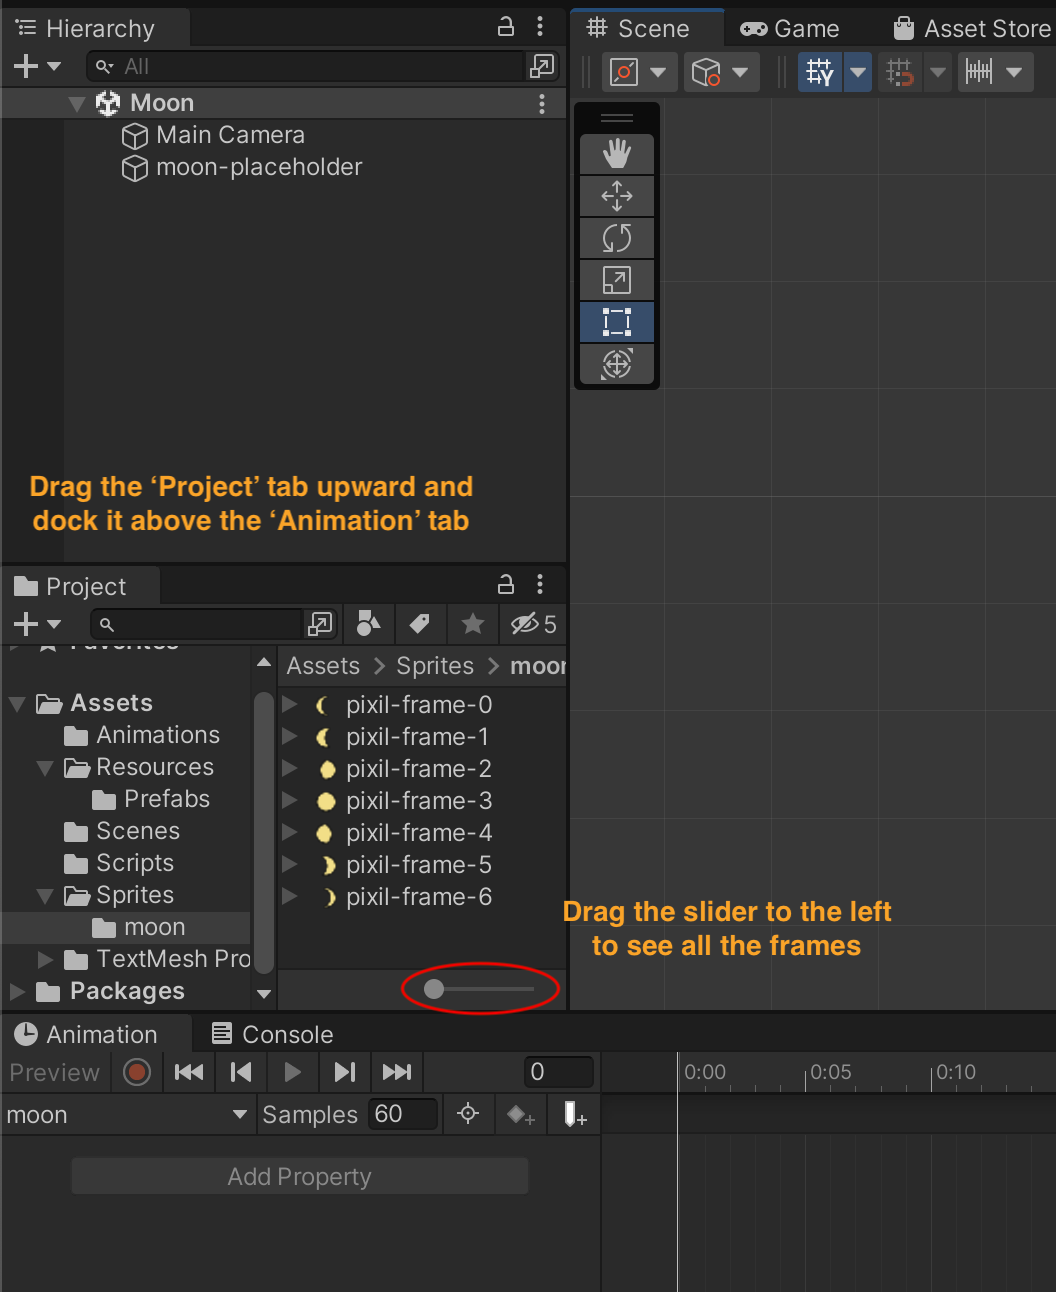 Hierarchy
All
Moon
Main Camera
moon-placeholder
Scene
Game
Asset Store
Drag the ‘Project’ tab upward and
dock it above the ‘Animation’ tab
Project
5
Favorites
Assets
Animations
Resources
Prefabs
Scenes
Scripts
Sprites
moon
TextMesh Pro
Packages
Assets > Sprites > moon
pixil-frame-0
pixil-frame-1
pixil-frame-2
pixil-frame-3
pixil-frame-4
pixil-frame-5
pixil-frame-6
Drag the slider to the left
to see all the frames
Animation
Console
Preview
0
0:00 0:05 0:10
moon
Samples 60
Add Property